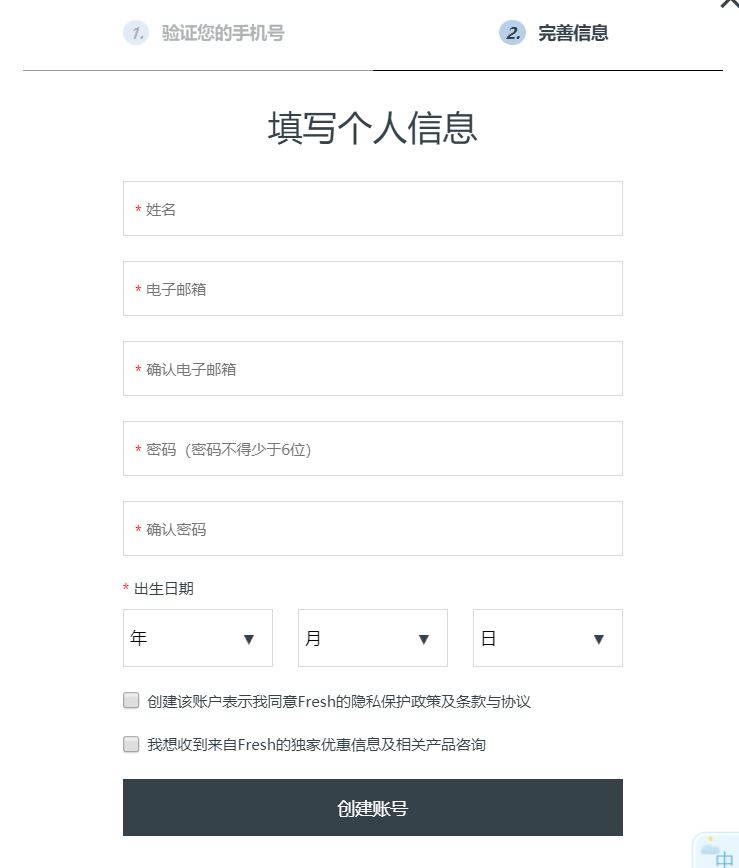 1. 验证您的手机号
2. 完善信息
填写个人信息
* 姓名
* 电子邮箱
* 确认电子邮箱
* 密码（密码不得少于6位）
* 确认密码
* 出生日期
年 ▼ 月 ▼ 日 ▼
创建该账户表示我同意Fresh的隐私保护政策及条款与协议
我想收到来自Fresh的独家优惠信息及相关产品咨询
创建账号
中